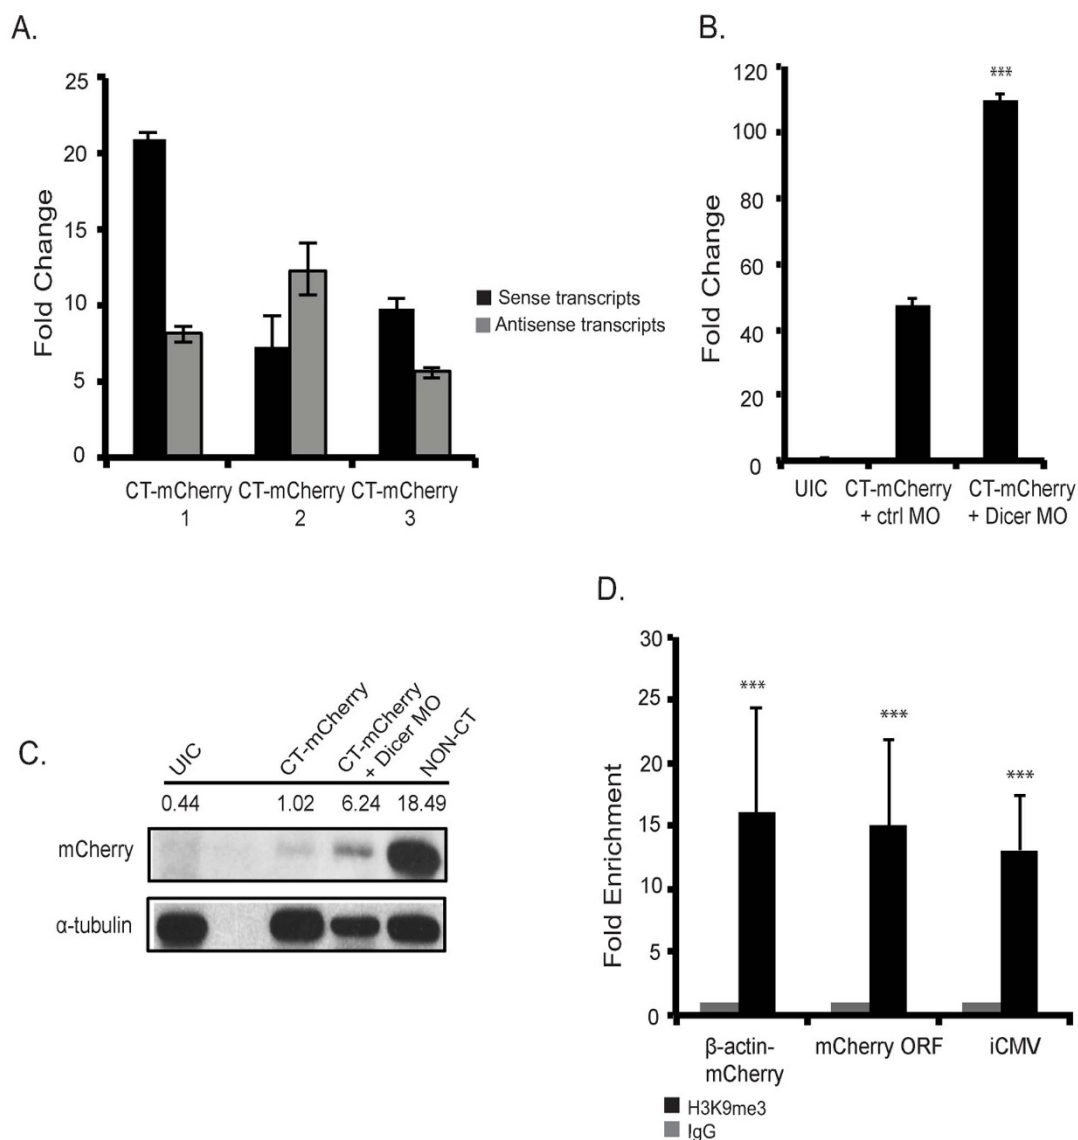 A.
Fold Change
25
20
15
10
5
0
CT-mCherry CT-mCherry CT-mCherry
1 2 3
Sense transcripts
Antisense transcripts
B.
Fold Change
120
100
80
60
40
20
0
***
UIC CT-mCherry CT-mCherry
+ ctrl MO + Dicer MO
C.
UIC
CT-mCherry
CT-mCherry
+ Dicer MO
NON-CT
0.44 1.02 6.24 18.49
mCherry
α-tubulin
D.
Fold Enrichment
30
25
20
15
10
5
0
***
***
***
β-actin-
mCherry
mCherry ORF
iCMV
H3K9me3
IgG